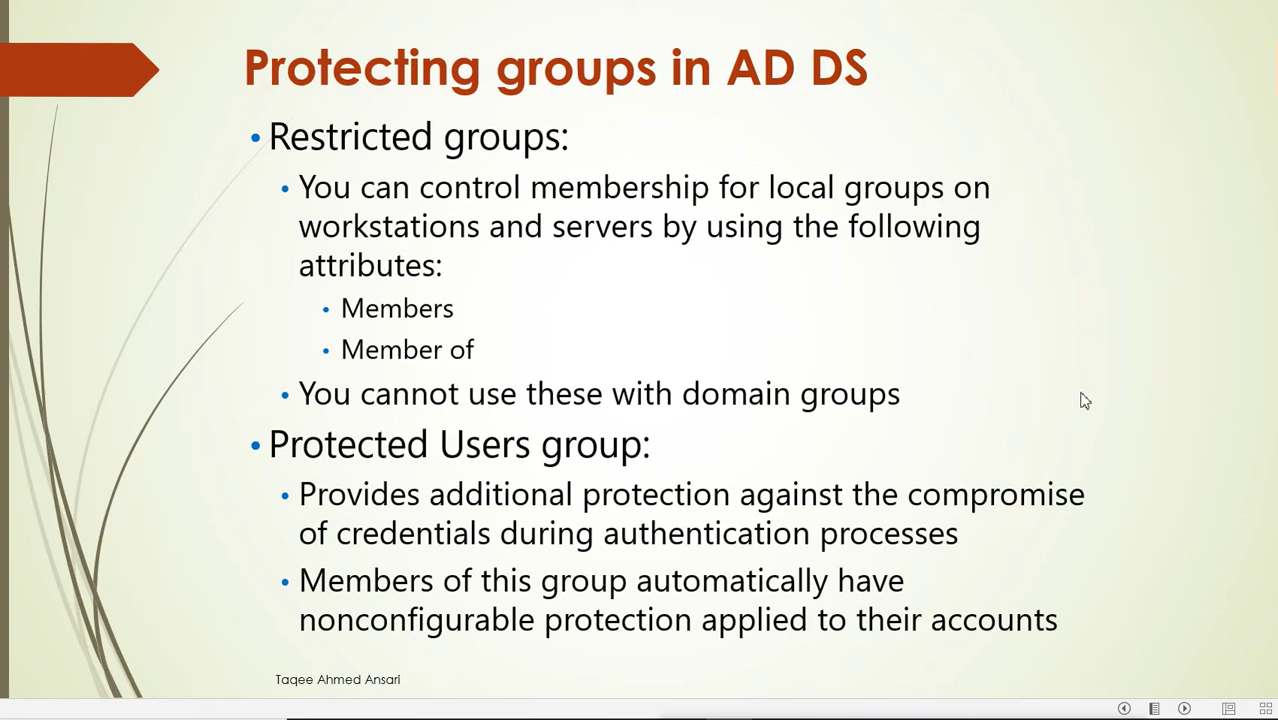 Protecting groups in AD DS
• Restricted groups:
• You can control membership for local groups on
workstations and servers by using the following
attributes:
• Members
• Member of
• You cannot use these with domain groups
• Protected Users group:
• Provides additional protection against the compromise
of credentials during authentication processes
• Members of this group automatically have
nonconfigurable protection applied to their accounts
Taqee Ahmed Ansari